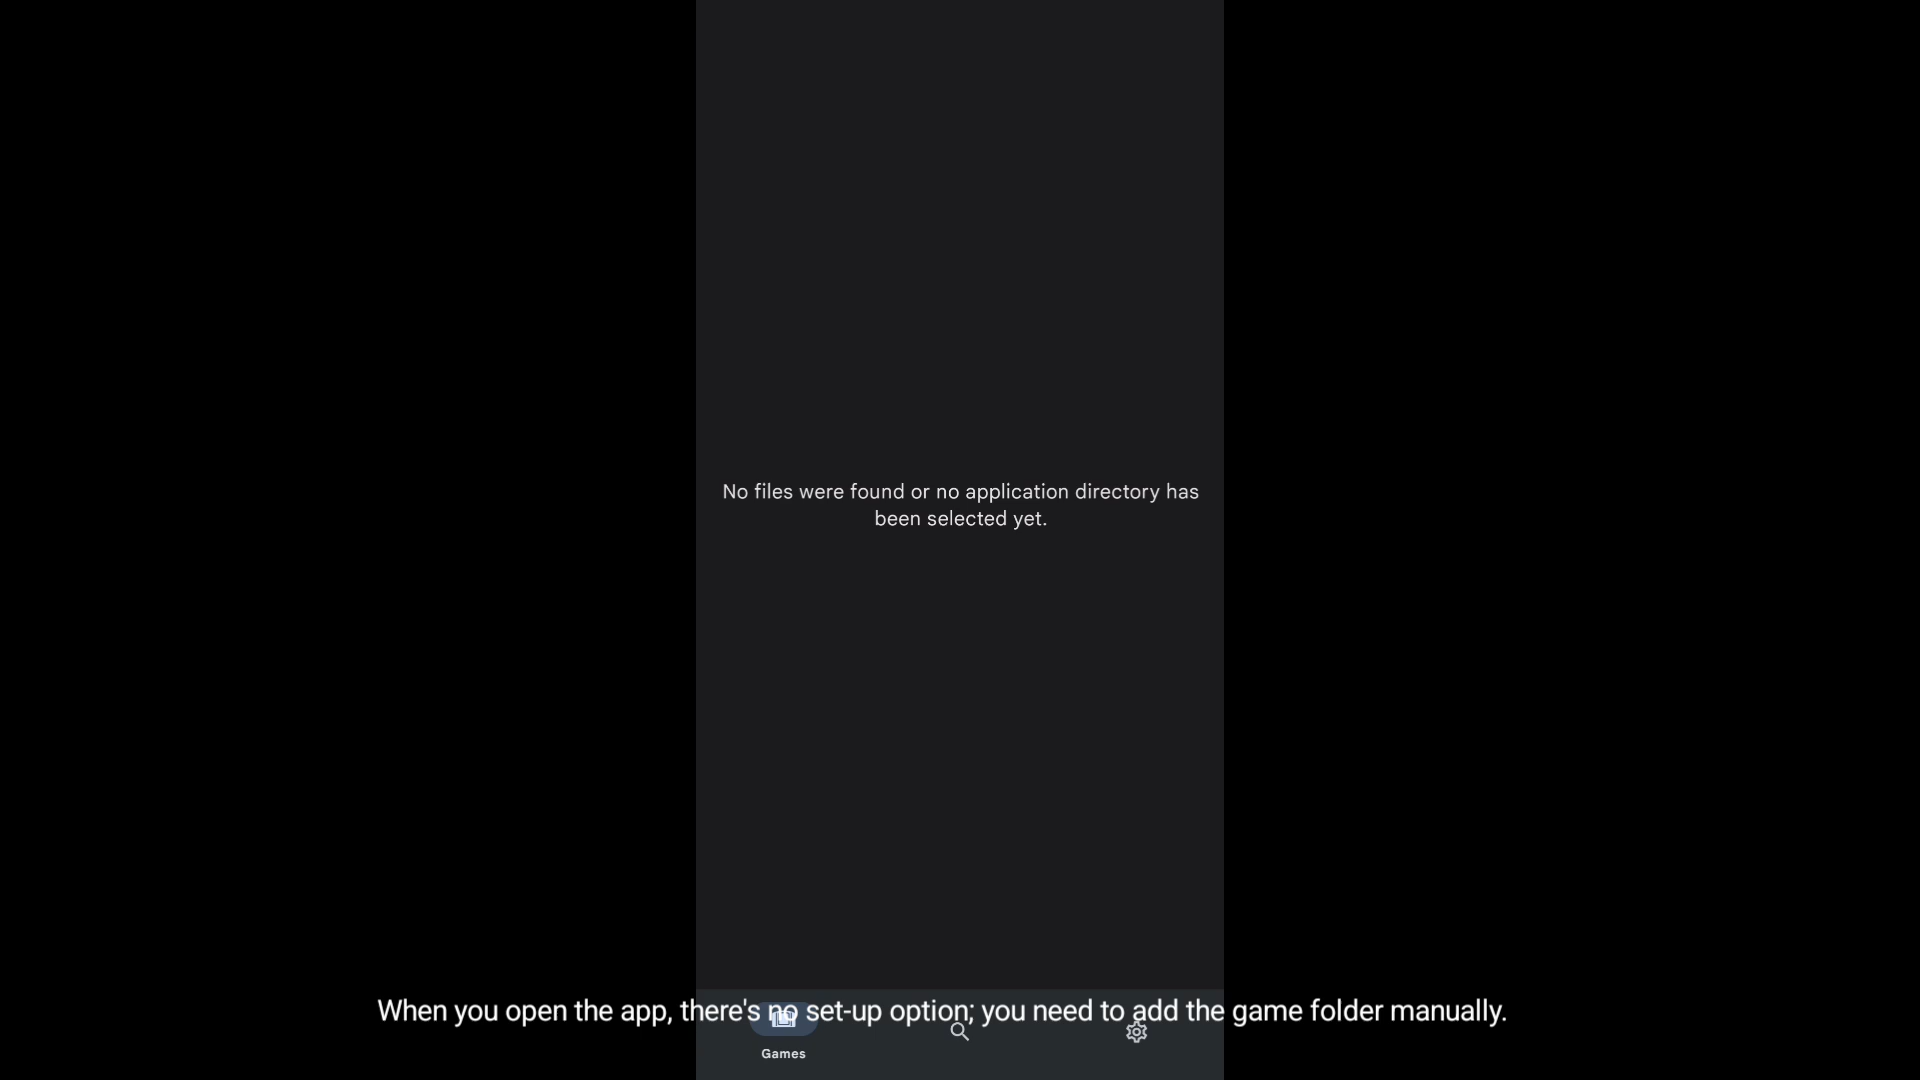 No files were found or no application directory has
been selected yet.
When you open the app, there's no set-up option; you need to add the game folder manually.
Games